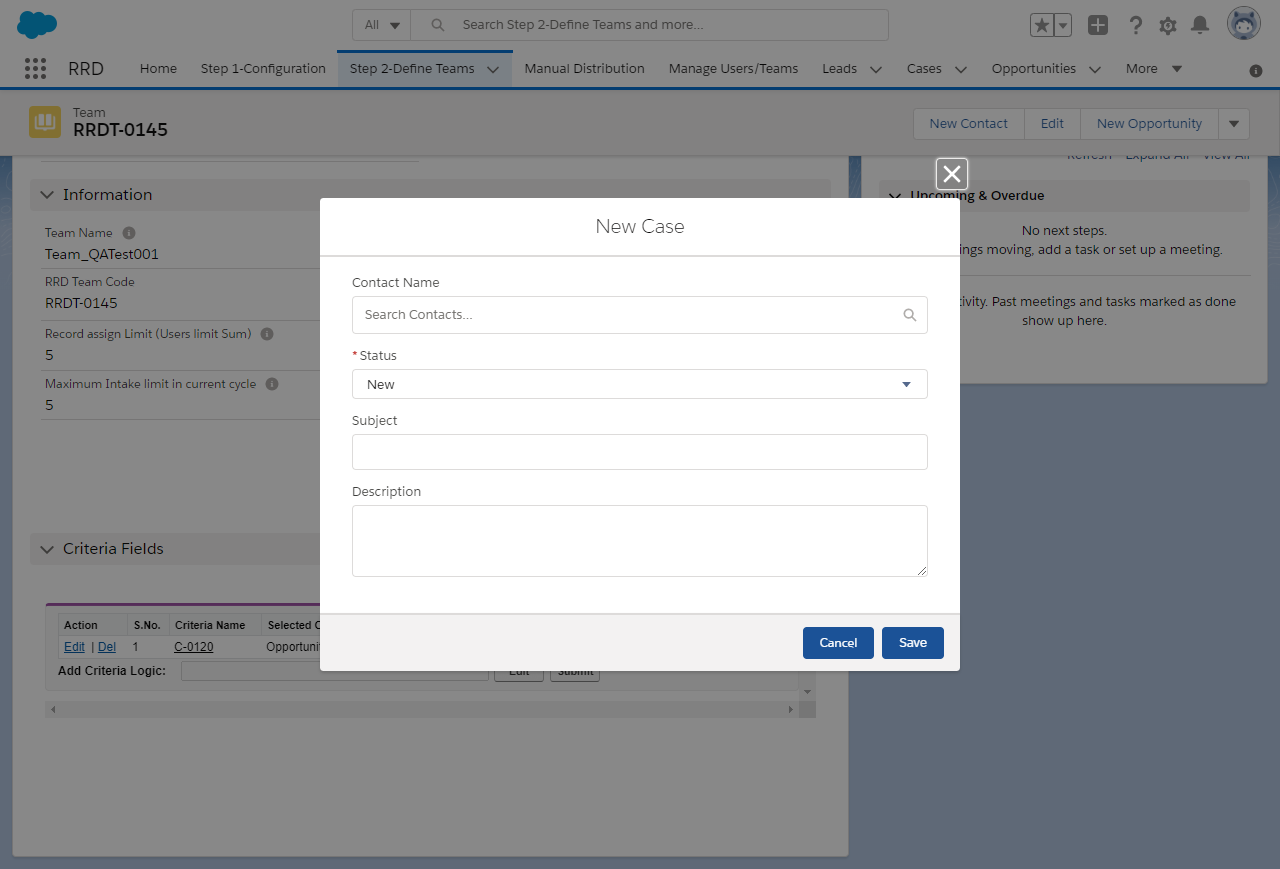 All
Search Step 2-Define Teams and more...
RRD Home Step 1-Configuration Step 2-Define Teams Manual Distribution Manage Users/Teams Leads Cases Opportunities More
Team
RRDT-0145
New Contact Edit New Opportunity
Refresh Expand All View All
Information
Upcoming & Overdue
Team Name
Team_QATest001
RRD Team Code
RRDT-0145
Record assign Limit (Users limit Sum)
5
Maximum Intake limit in current cycle
5
No next steps.
ings moving, add a task or set up a meeting.
tivity. Past meetings and tasks marked as done
show up here.
New Case
Contact Name
Search Contacts...
* Status
New
Subject
Description
Cancel Save
Criteria Fields
Action S.No. Criteria Name Selected C
Edit | Del 1 C-0120 Opportuni
Add Criteria Logic: Edit Submit